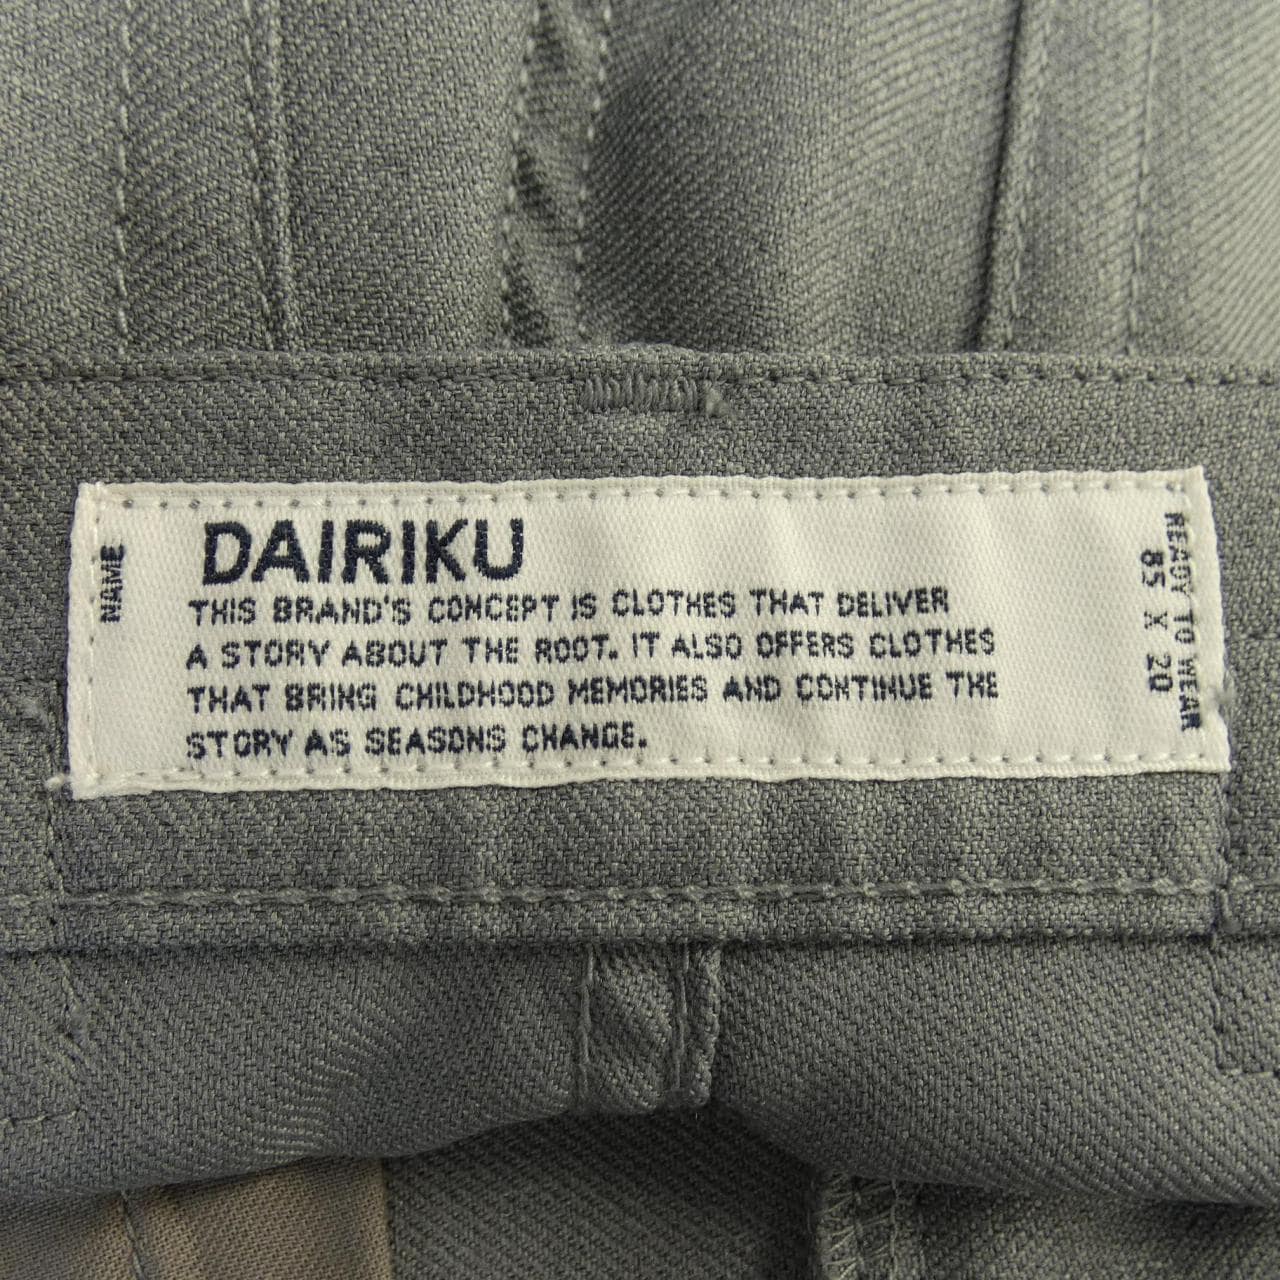 NAME
DAIRIKU
THIS BRAND'S CONCEPT IS CLOTHES THAT DELIVER
A STORY ABOUT THE ROOT. IT ALSO OFFERS CLOTHES
THAT BRING CHILDHOOD MEMORIES AND CONTINUE THE
STORY AS SEASONS CHANGE.
READY TO WEAR
85 X 20